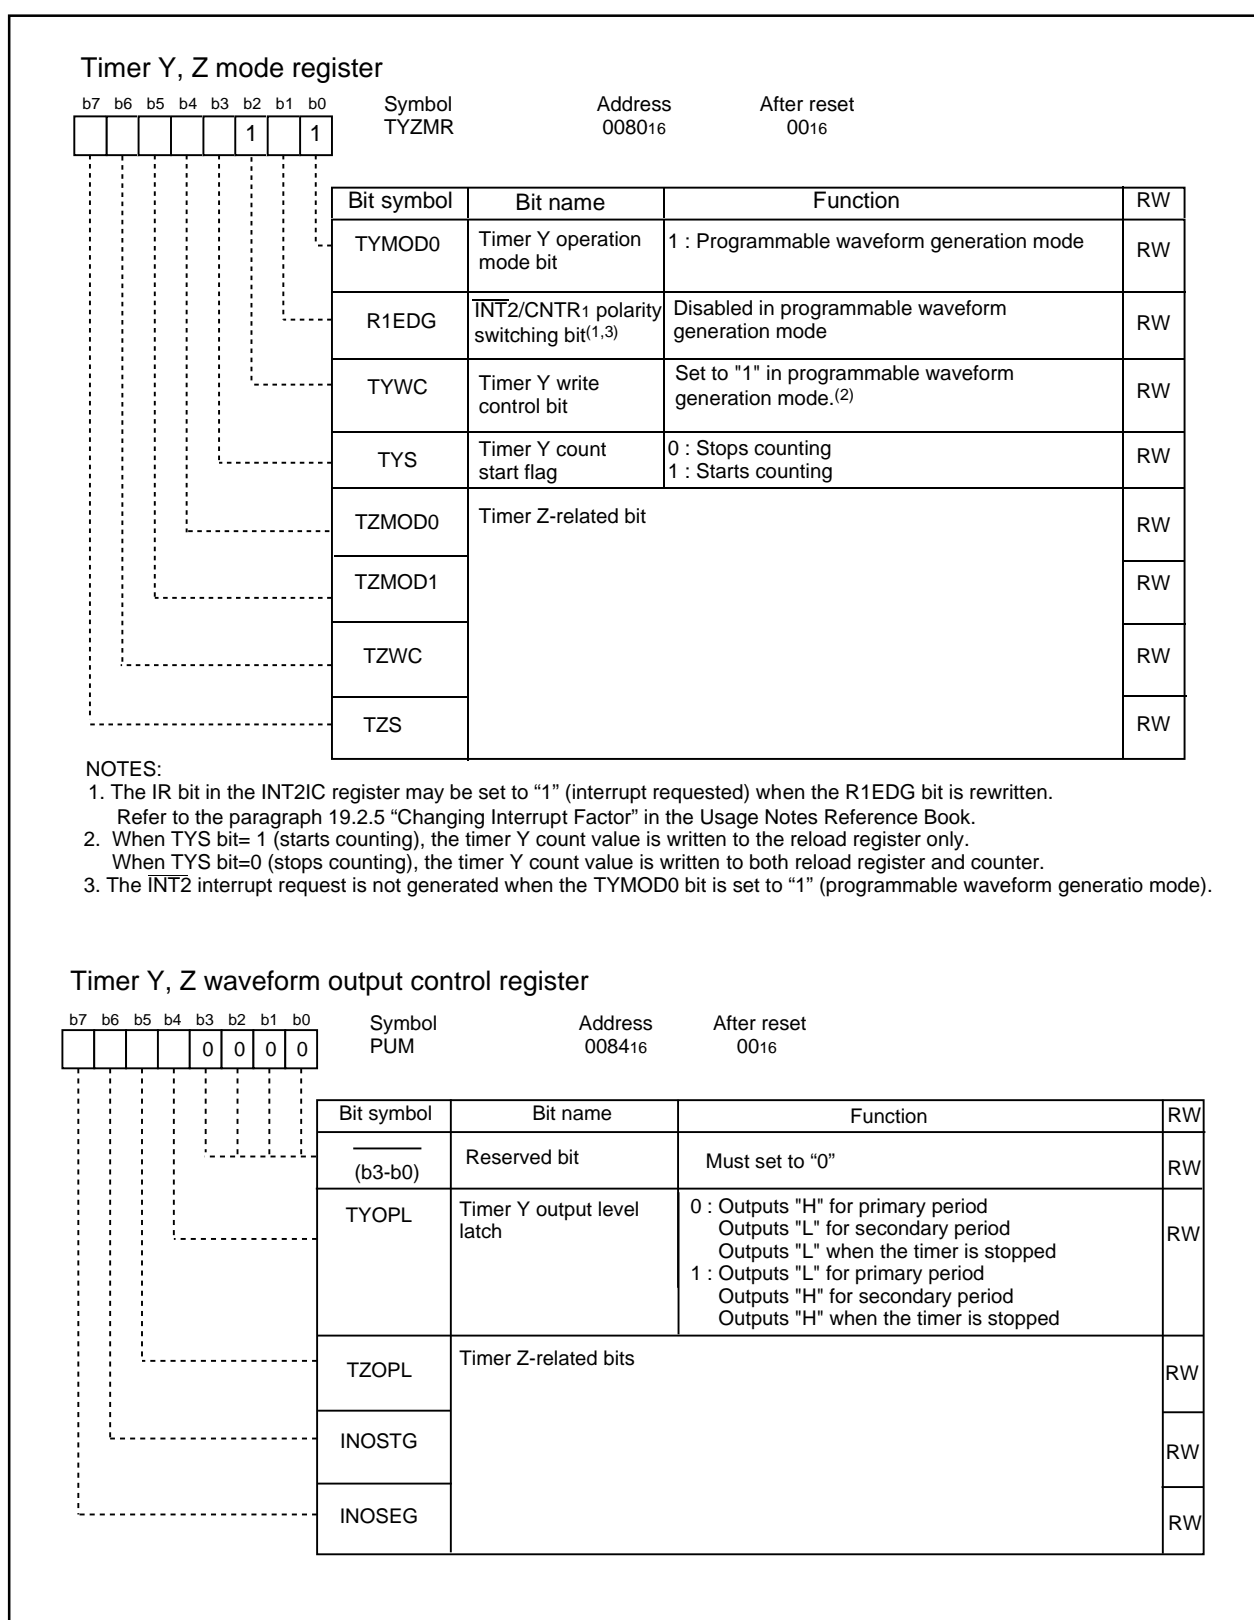 Timer Y, Z mode register
b7 b6 b5 b4 b3 b2 b1 b0
Symbol Address After reset
TYZMR 008016 0016
1 1
Bit symbol Bit name Function RW
TYMOD0 Timer Y operation mode bit 1 : Programmable waveform generation mode RW
R1EDG INT2/CNTR1 polarity switching bit(1,3) Disabled in programmable waveform generation mode RW
TYWC Timer Y write control bit Set to "1" in programmable waveform generation mode.(2) RW
TYS Timer Y count start flag 0 : Stops counting
1 : Starts counting RW
TZMOD0 Timer Z-related bit RW
TZMOD1 RW
TZWC RW
TZS RW
NOTES:
1. The IR bit in the INT2IC register may be set to “1” (interrupt requested) when the R1EDG bit is rewritten.
Refer to the paragraph 19.2.5 “Changing Interrupt Factor” in the Usage Notes Reference Book.
2. When TYS bit= 1 (starts counting), the timer Y count value is written to the reload register only.
When TYS bit=0 (stops counting), the timer Y count value is written to both reload register and counter.
3. The INT2 interrupt request is not generated when the TYMOD0 bit is set to “1” (programmable waveform generatio mode).
Timer Y, Z waveform output control register
b7 b6 b5 b4 b3 b2 b1 b0
Symbol Address After reset
PUM 008416 0016
0 0 0 0
Bit symbol Bit name Function RW
(b3-b0) Reserved bit Must set to “0” RW
TYOPL Timer Y output level latch 0 : Outputs "H" for primary period
Outputs "L" for secondary period
Outputs "L" when the timer is stopped
1 : Outputs "L" for primary period
Outputs "H" for secondary period
Outputs "H" when the timer is stopped RW
TZOPL Timer Z-related bits RW
INOSTG RW
INOSEG RW